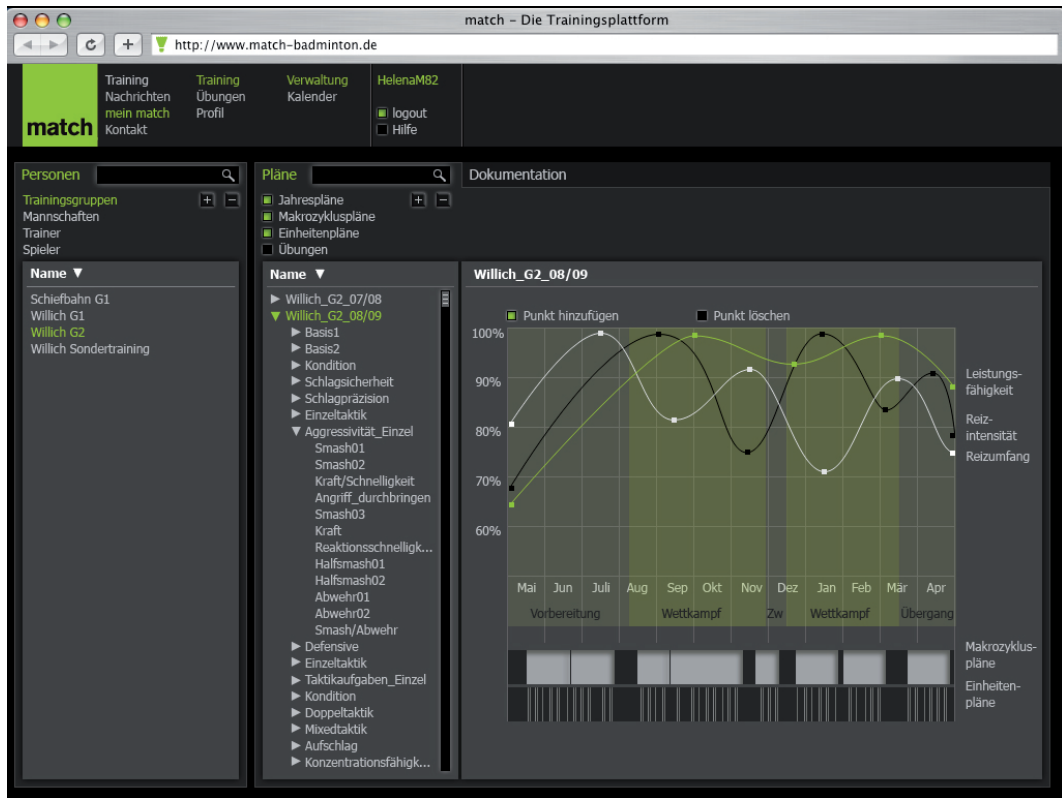 match – Die Trainingsplattform
http://www.match-badminton.de
match
Training
Nachrichten
mein match
Kontakt
Training
Übungen
Profil
Verwaltung
Kalender
HelenaM82
logout
Hilfe
Personen
Trainingsgruppen
Mannschaften
Trainer
Spieler
Name ▼
Schiefbahn G1
Willich G1
Willich G2
Willich Sondertraining
Pläne
Jahrespläne
Makrozykluspläne
Einheitenpläne
Übungen
Name ▼
Willich_G2_07/08
Willich_G2_08/09
Basis1
Basis2
Kondition
Schlagsicherheit
Schlagpräzision
Einzeltaktik
Aggressivität_Einzel
Smash01
Smash02
Kraft/Schnelligkeit
Angriff_durchbringen
Smash03
Kraft
Reaktionsschnelligk...
Halfsmash01
Halfsmash02
Abwehr01
Abwehr02
Smash/Abwehr
Defensive
Einzeltaktik
Taktikaufgaben_Einzel
Kondition
Doppeltaktik
Mixedtaktik
Aufschlag
Konzentrationsfähigk...
Dokumentation
Willich_G2_08/09
Punkt hinzufügen Punkt löschen
100%
90%
80%
70%
60%
Leistungs-
fähigkeit
Reiz-
intensität
Reizumfang
Mai Jun Juli Aug Sep Okt Nov Dez Jan Feb Mär Apr
Vorbereitung Wettkampf Zw Wettkampf Übergang
Makrozyklus-
pläne
Einheiten-
pläne